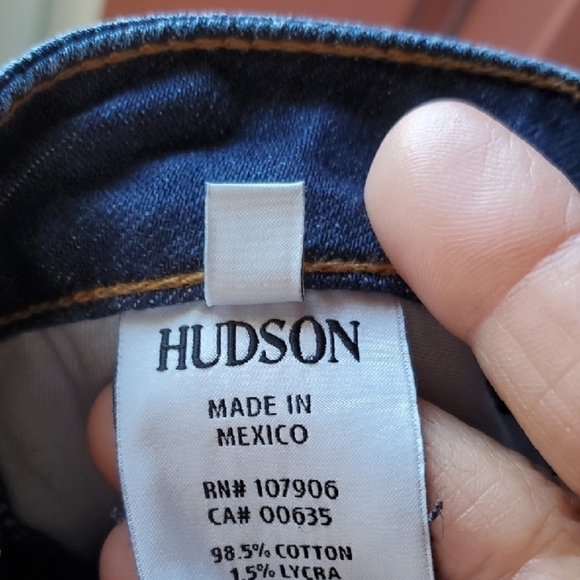 HUDSON
MADE IN
MEXICO
RN# 107906
CA# 00635
98.5% COTTON
1.5% LYCRA